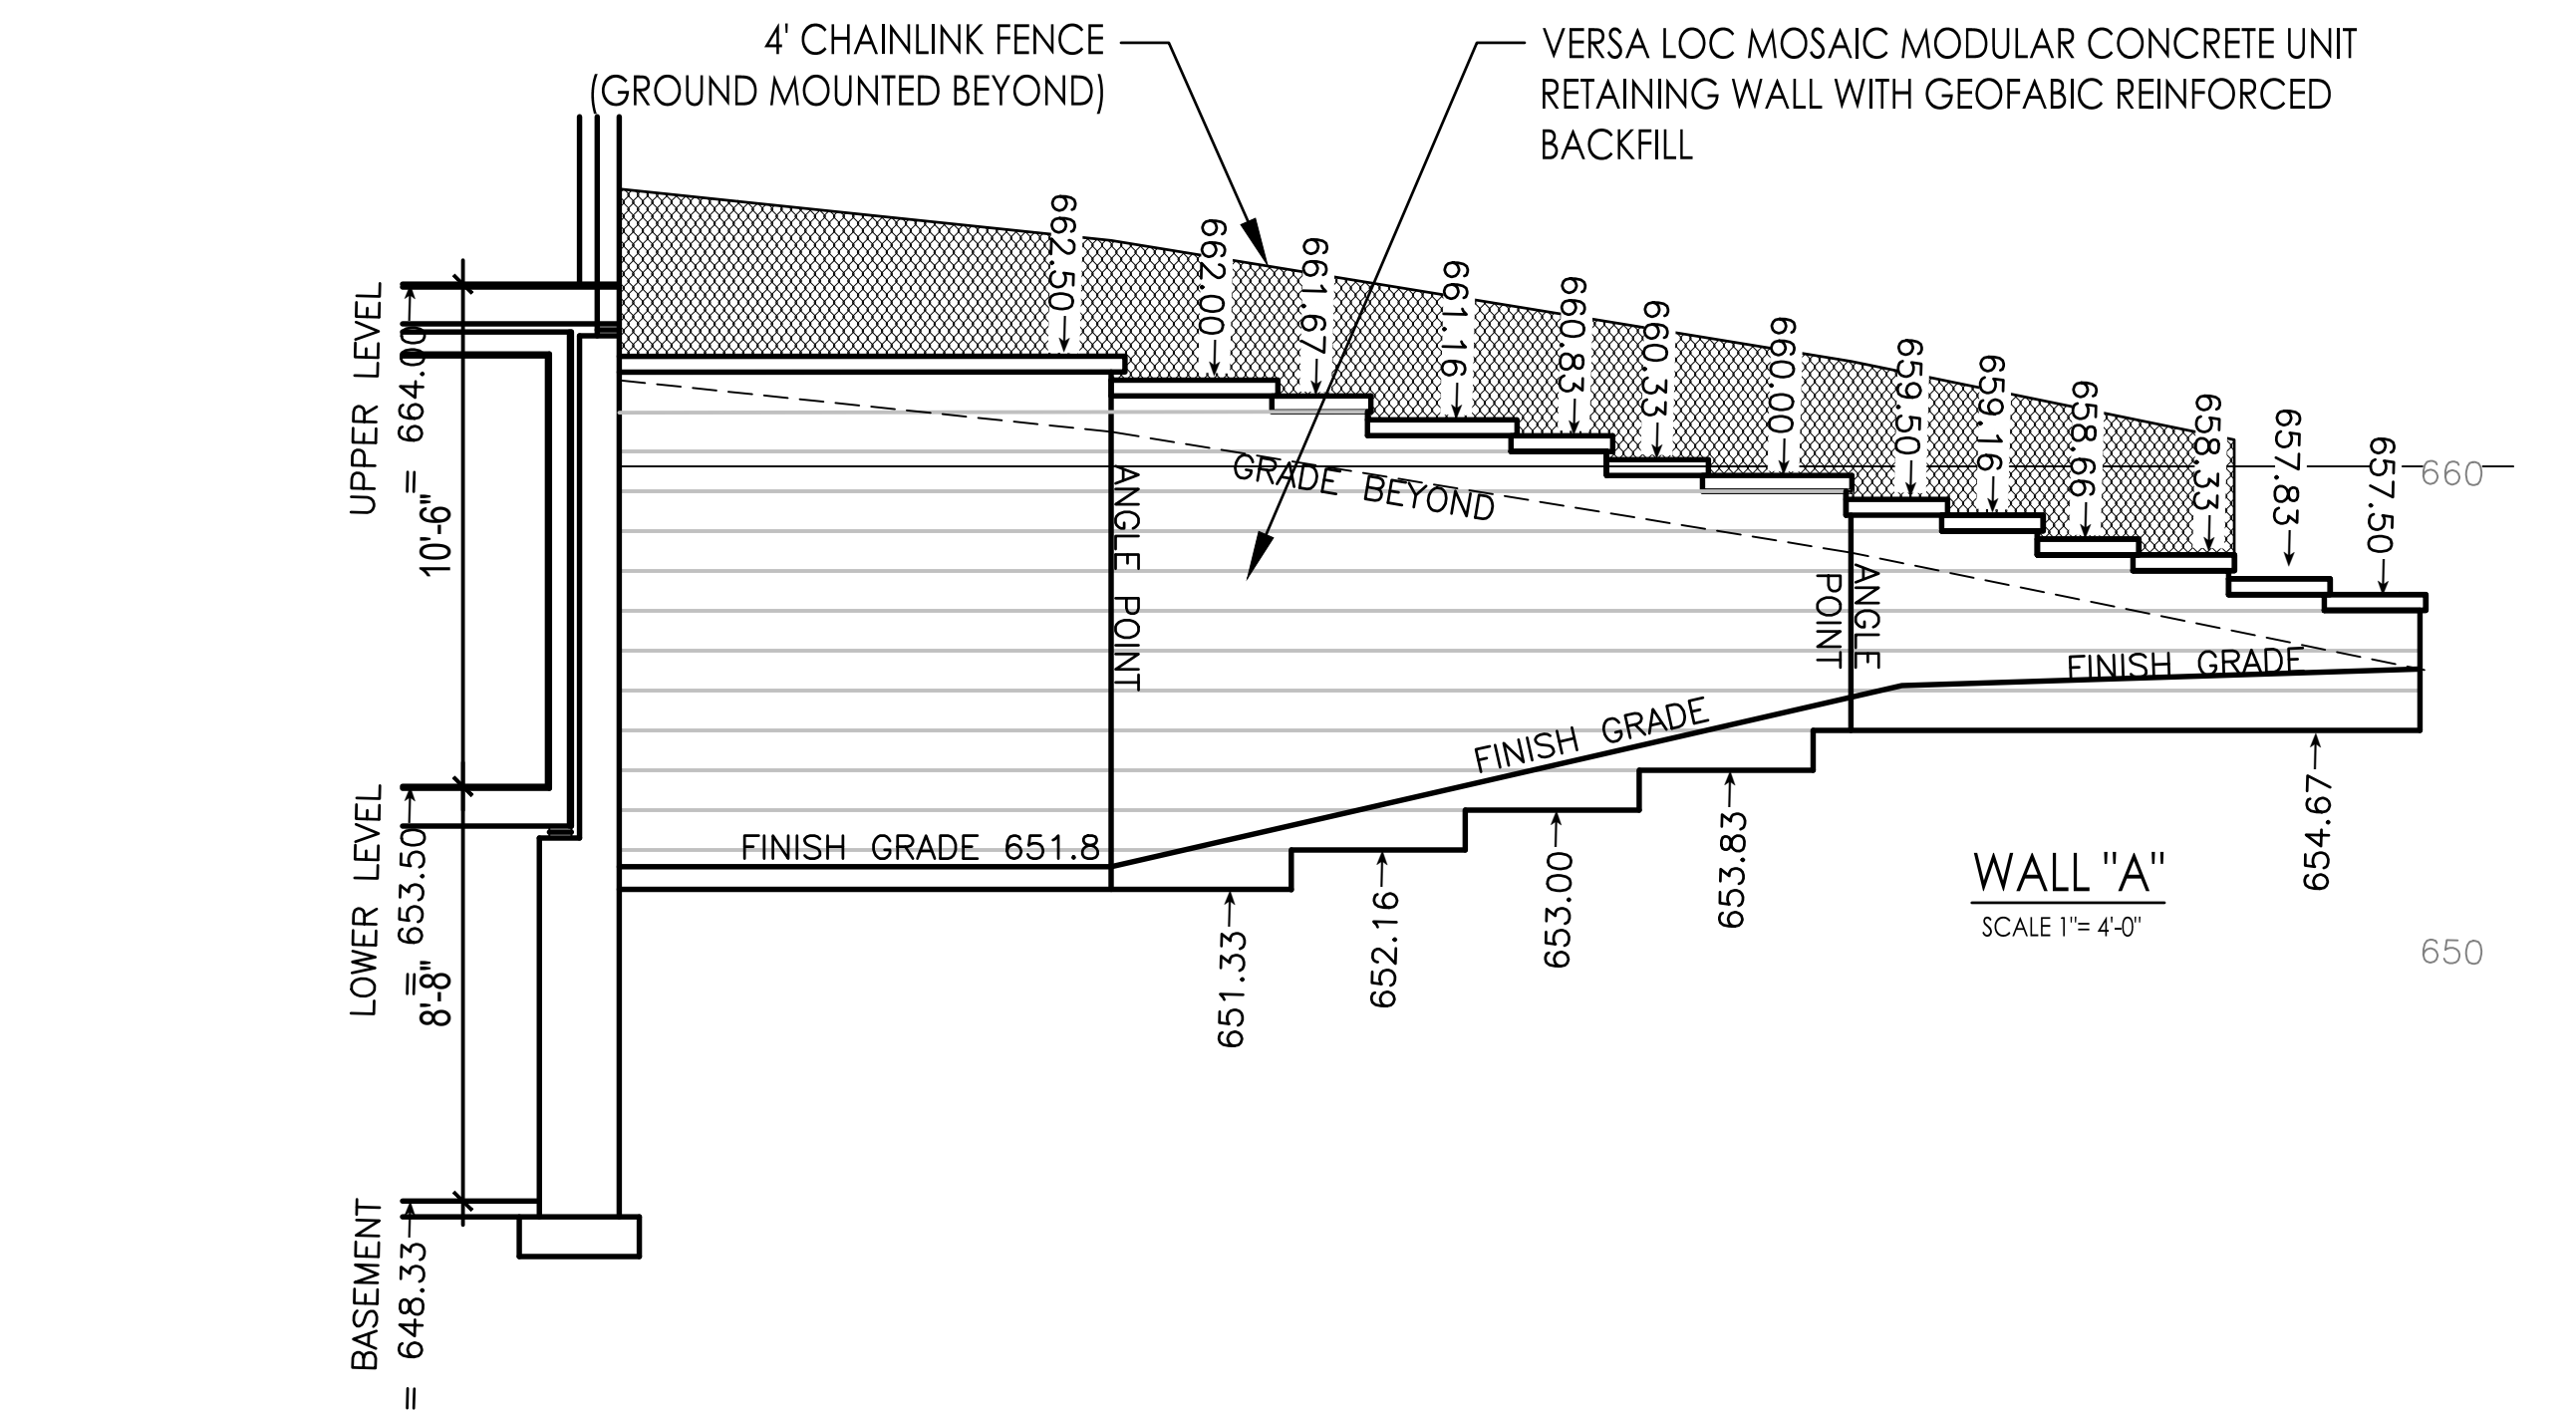 4' CHAINLINK FENCE
(GROUND MOUNTED BEYOND)
VERSA LOC MOSAIC MODULAR CONCRETE UNIT
RETAINING WALL WITH GEOFABIC REINFORCED
BACKFILL
662.50
662.00
661.67
661.16
660.83
660.33
660.00
659.50
659.16
658.66
658.33
657.83
657.50
660
UPPER LEVEL
= 664.00
10'-6"
GRADE BEYOND
ANGLE POINT
ANGLE
POINT
FINISH GRADE
FINISH GRADE
FINISH GRADE 651.8
LOWER LEVEL
= 653.50
8'-8"
651.33
652.16
653.00
653.83
654.67
WALL "A"
SCALE 1"= 4'-0"
650
BASEMENT
= 648.33